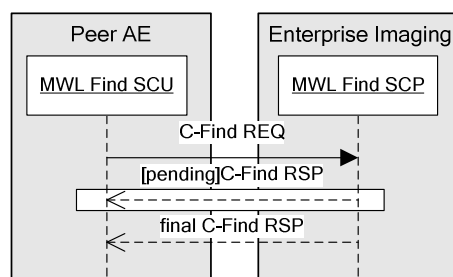 Peer AE
Enterprise Imaging
MWL Find SCU
MWL Find SCP
C-Find REQ
[pending]C-Find RSP
final C-Find RSP